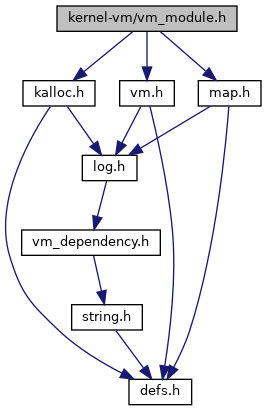 kernel-vm/vm_module.h
kalloc.h
vm.h
map.h
log.h
vm_dependency.h
string.h
defs.h